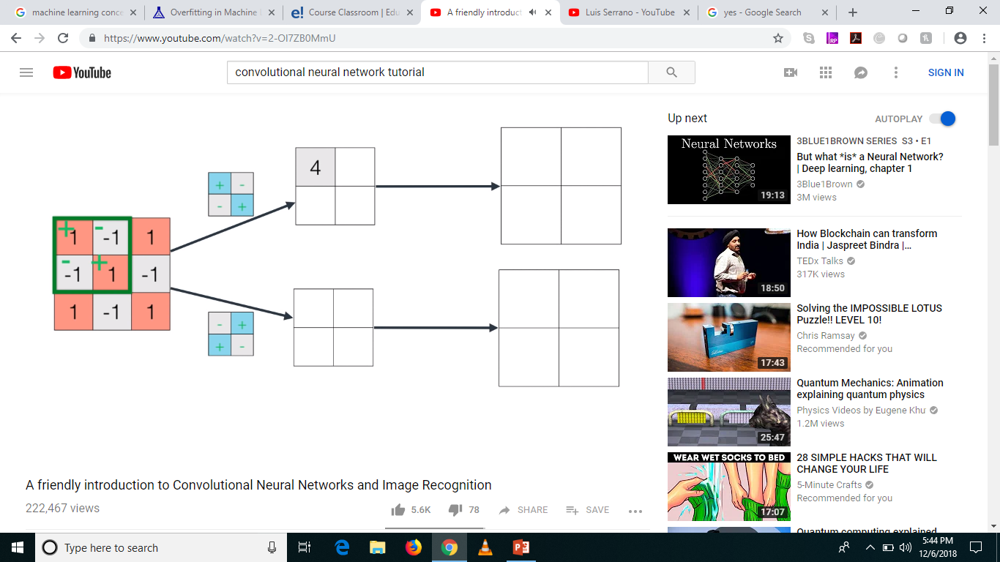 machine learning conce
Overfitting in Machine
Course Classroom | Edu
A friendly introduct
Luis Serrano - YouTube
yes - Google Search
https://www.youtube.com/watch?v=2-OI7ZB0MmU
RP
YouTube
convolutional neural network tutorial
SIGN IN
+ -
- +
4
+ -
1 -1 1
- +
-1 1 -1
1 -1 1
- +
+ -
A friendly introduction to Convolutional Neural Networks and Image Recognition
222,467 views
5.6K
78
SHARE
SAVE
Up next
AUTOPLAY
Neural Networks
19:13
3BLUE1BROWN SERIES S3 • E1
But what *is* a Neural Network?
| Deep learning, chapter 1
3Blue1Brown
3M views
18:50
How Blockchain can transform
India | Jaspreet Bindra |...
TEDx Talks
317K views
17:43
Solving the IMPOSSIBLE LOTUS
Puzzle!! LEVEL 10!
Chris Ramsay
Recommended for you
25:47
Quantum Mechanics: Animation
explaining quantum physics
Physics Videos by Eugene Khu
1.2M views
WEAR WET SOCKS TO BED
17:07
28 SIMPLE HACKS THAT WILL
CHANGE YOUR LIFE
5-Minute Crafts
Recommended for you
Quantum computing explained
Type here to search
5:44 PM
12/6/2018